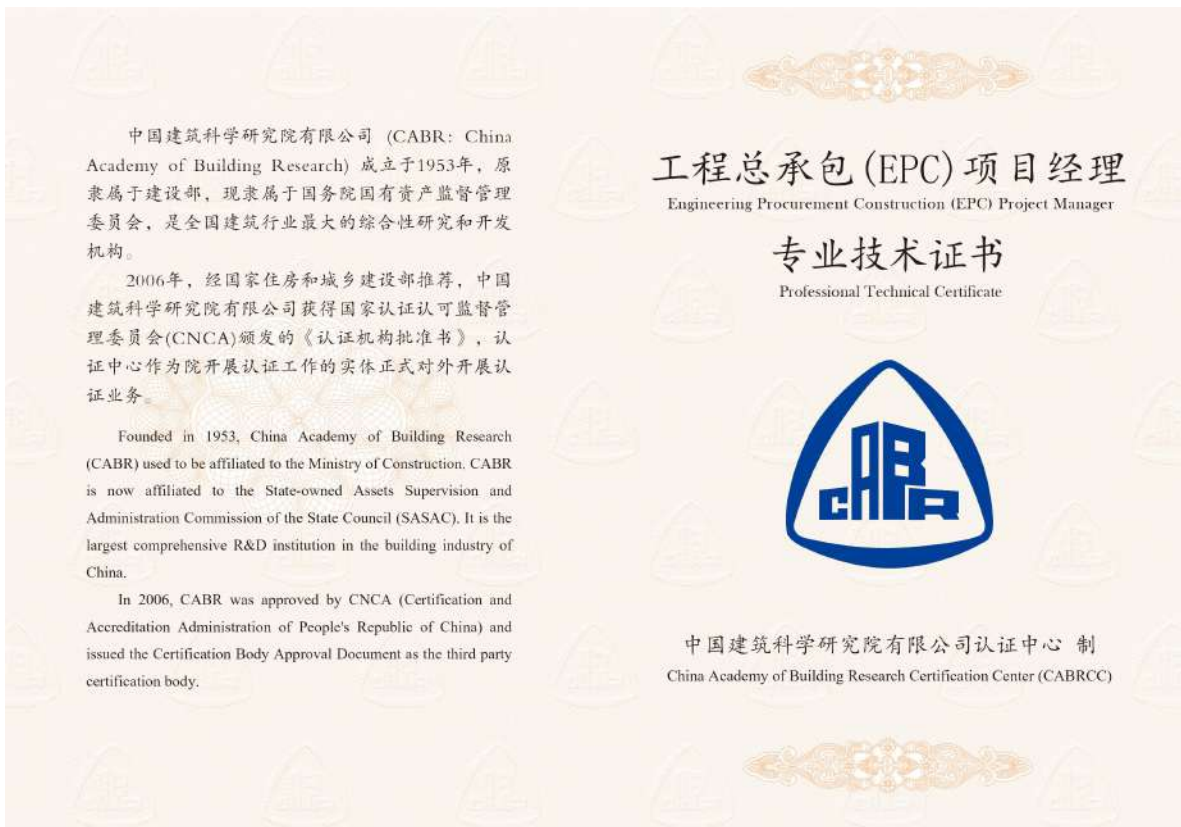 中国建筑科学研究院有限公司 (CABR: China
Academy of Building Research) 成立于1953年，原
隶属于建设部，现隶属于国务院国有资产监督管理
委员会，是全国建筑行业最大的综合性研究和开发
机构。
2006年，经国家住房和城乡建设部推荐，中国
建筑科学研究院有限公司获得国家认证认可监督管
理委员会(CNCA)颁发的《认证机构批准书》，认
证中心作为院开展认证工作的实体正式对外开展认
证业务。
Founded in 1953, China Academy of Building Research
(CABR) used to be affiliated to the Ministry of Construction. CABR
is now affiliated to the State-owned Assets Supervision and
Administration Commission of the State Council (SASAC). It is the
largest comprehensive R&D institution in the building industry of
China.
In 2006, CABR was approved by CNCA (Certification and
Accreditation Administration of People's Republic of China) and
issued the Certification Body Approval Document as the third party
certification body.
工程总承包(EPC)项目经理
Engineering Procurement Construction (EPC) Project Manager
专业技术证书
Professional Technical Certificate
CABR
中国建筑科学研究院有限公司认证中心 制
China Academy of Building Research Certification Center (CABRCC)